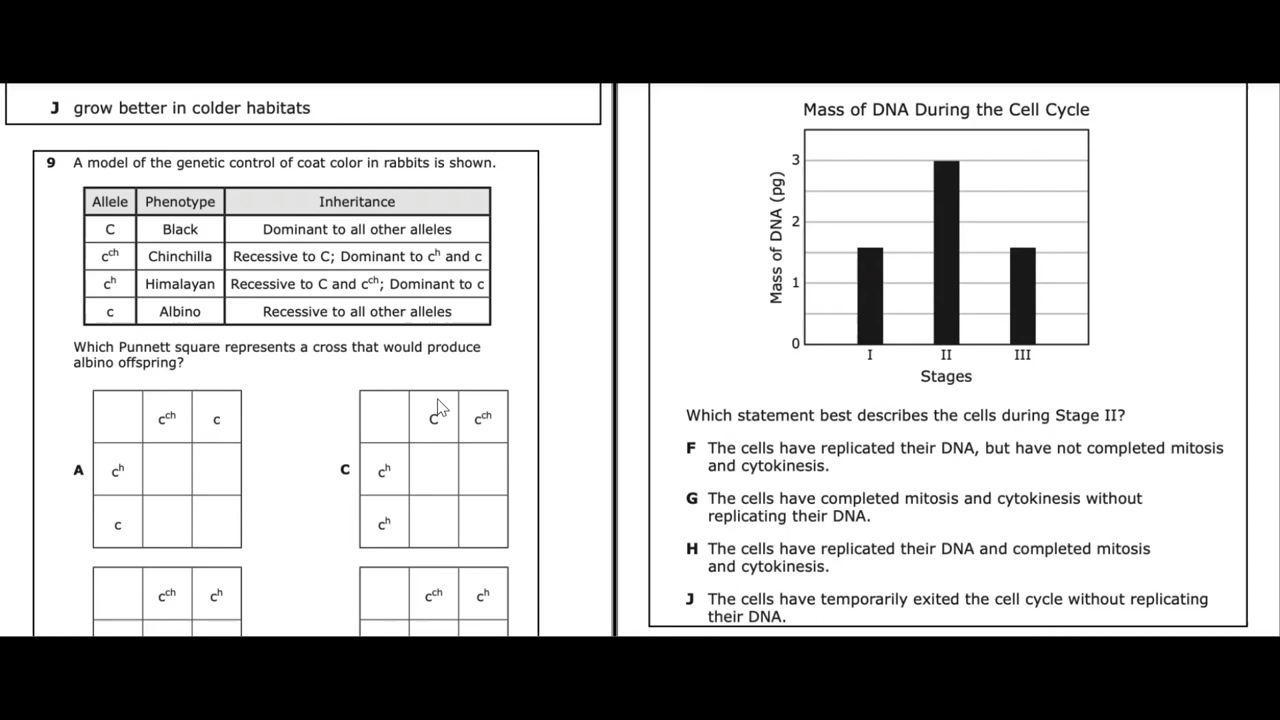 J grow better in colder habitats
9 A model of the genetic control of coat color in rabbits is shown.
Allele Phenotype Inheritance
C Black Dominant to all other alleles
c^ch Chinchilla Recessive to C; Dominant to c^h and c
c^h Himalayan Recessive to C and c^ch; Dominant to c
c Albino Recessive to all other alleles
Which Punnett square represents a cross that would produce
albino offspring?
c^ch c
A c^h
c
C c^ch
C c^h
c^h
c^ch c^h
c^ch c^h
Mass of DNA During the Cell Cycle
Mass of DNA (pg)
3
2
1
0
I II III
Stages
Which statement best describes the cells during Stage II?
F The cells have replicated their DNA, but have not completed mitosis
and cytokinesis.
G The cells have completed mitosis and cytokinesis without
replicating their DNA.
H The cells have replicated their DNA and completed mitosis
and cytokinesis.
J The cells have temporarily exited the cell cycle without replicating
their DNA.